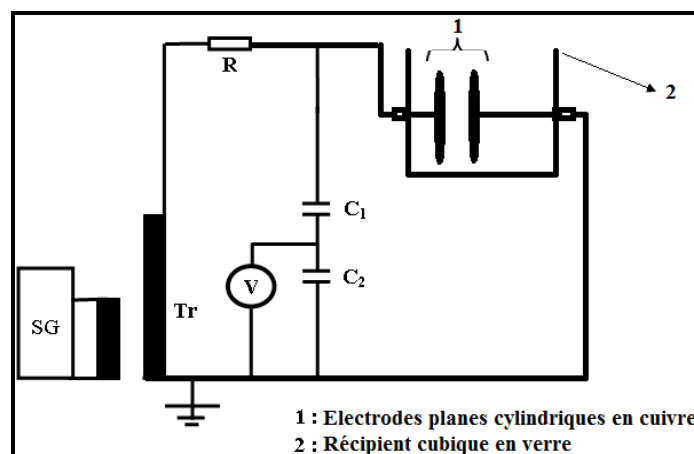 1
2
R
C1
V
C2
SG
Tr
1 : Electrodes planes cylindriques en cuivre
2 : Récipient cubique en verre